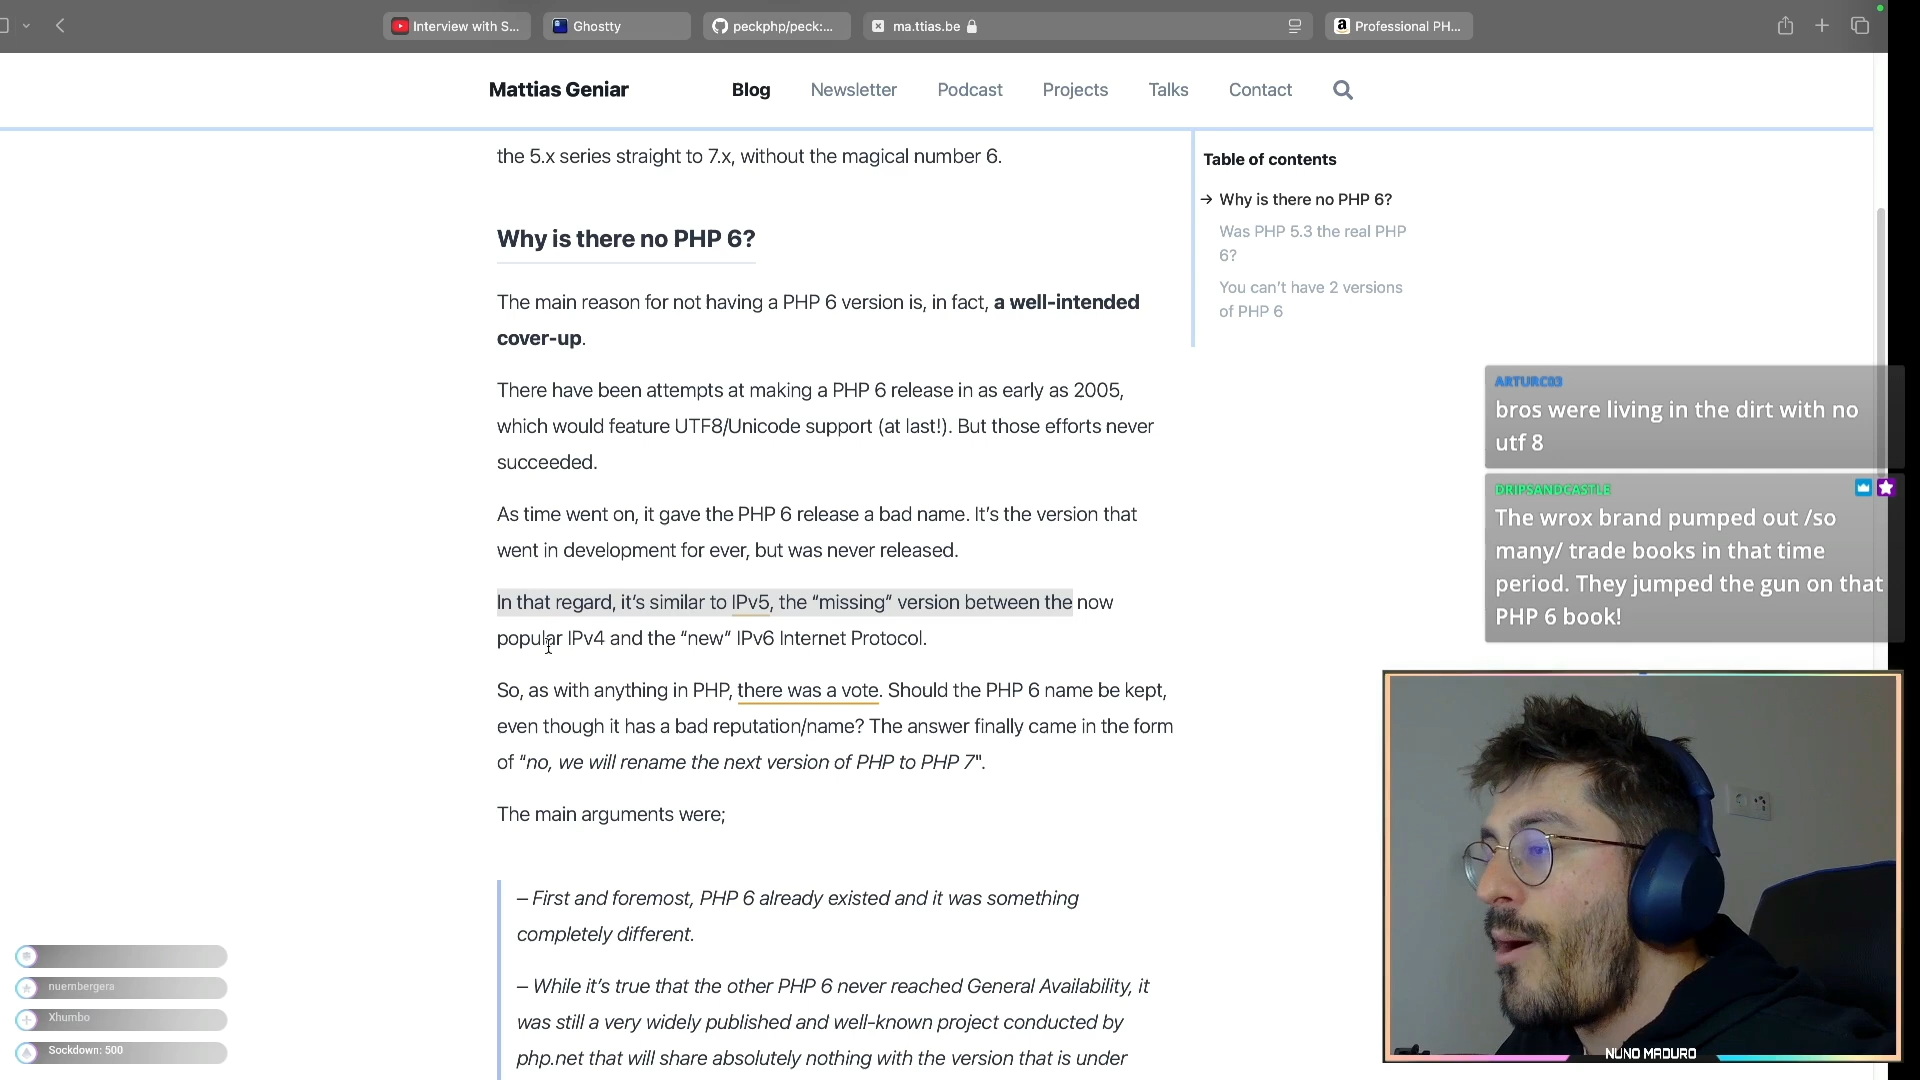 Interview with S...
Ghostty
peckphp/peck:...
ma.ttias.be
Professional PH...
Mattias Geniar
Blog
Newsletter
Podcast
Projects
Talks
Contact
the 5.x series straight to 7.x, without the magical number 6.
Why is there no PHP 6?
The main reason for not having a PHP 6 version is, in fact, a well-intended
cover-up.
There have been attempts at making a PHP 6 release in as early as 2005,
which would feature UTF8/Unicode support (at last!). But those efforts never
succeeded.
As time went on, it gave the PHP 6 release a bad name. It’s the version that
went in development for ever, but was never released.
In that regard, it’s similar to IPv5, the “missing” version between the now
popular IPv4 and the “new” IPv6 Internet Protocol.
So, as with anything in PHP, there was a vote. Should the PHP 6 name be kept,
even though it has a bad reputation/name? The answer finally came in the form
of "no, we will rename the next version of PHP to PHP 7".
The main arguments were;
– First and foremost, PHP 6 already existed and it was something
completely different.
– While it’s true that the other PHP 6 never reached General Availability, it
was still a very widely published and well-known project conducted by
php.net that will share absolutely nothing with the version that is under
Table of contents
→ Why is there no PHP 6?
Was PHP 5.3 the real PHP
6?
You can’t have 2 versions
of PHP 6
ARTURC03
bros were living in the dirt with no
utf 8
DRIPSANDCASTLE
The wrox brand pumped out /so
many/ trade books in that time
period. They jumped the gun on that
PHP 6 book!
nuernbergera
Xhumbo
Sockdown: 500
NUNO MADURO